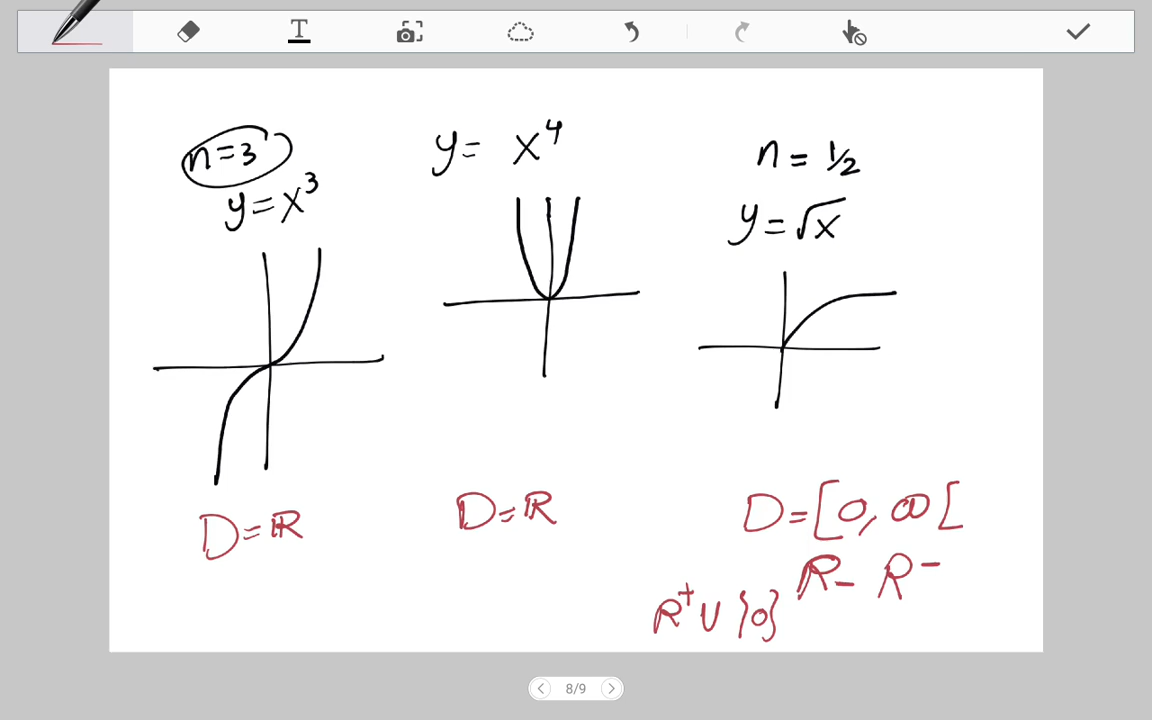 n=3
y=x³
D=ℝ
y= x⁴
D=ℝ
n = ½
y=√x
D=[0,∞[
R- R⁻
R⁺∪{0}
T
8/9